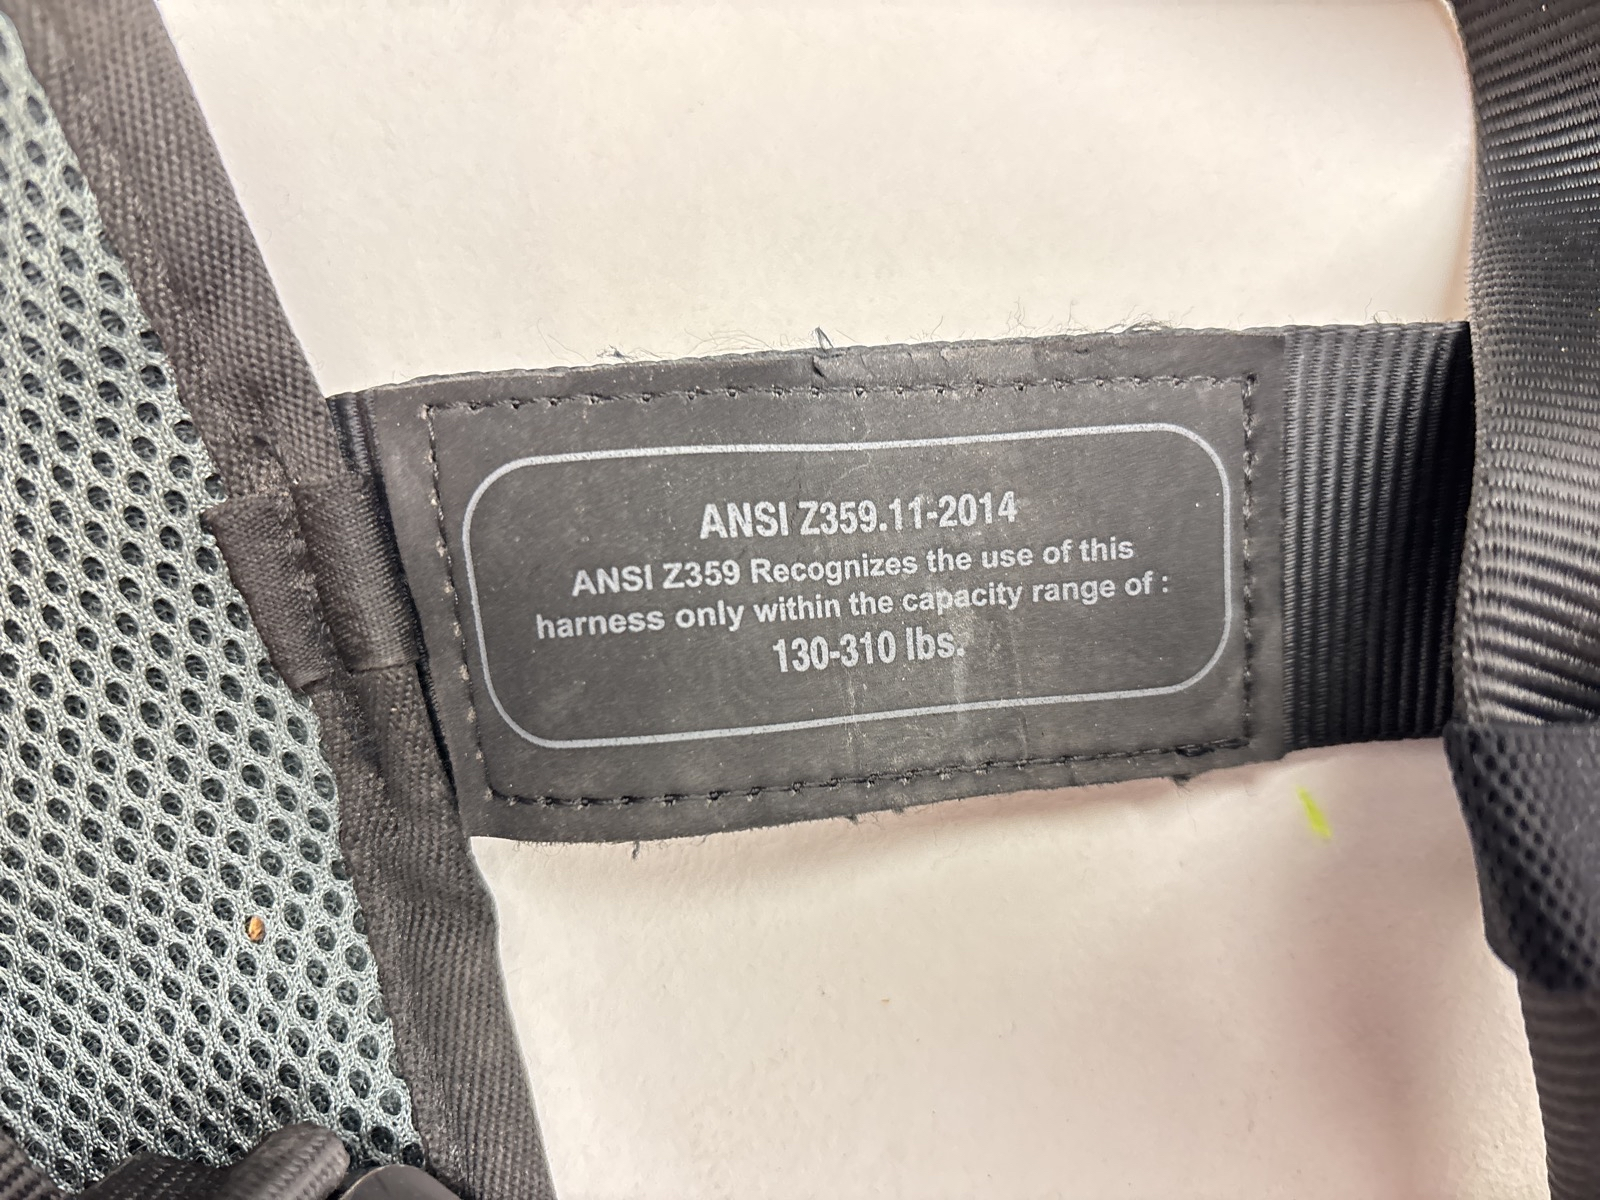 ANSI Z359.11-2014
ANSI Z359 Recognizes the use of this
harness only within the capacity range of :
130-310 lbs.